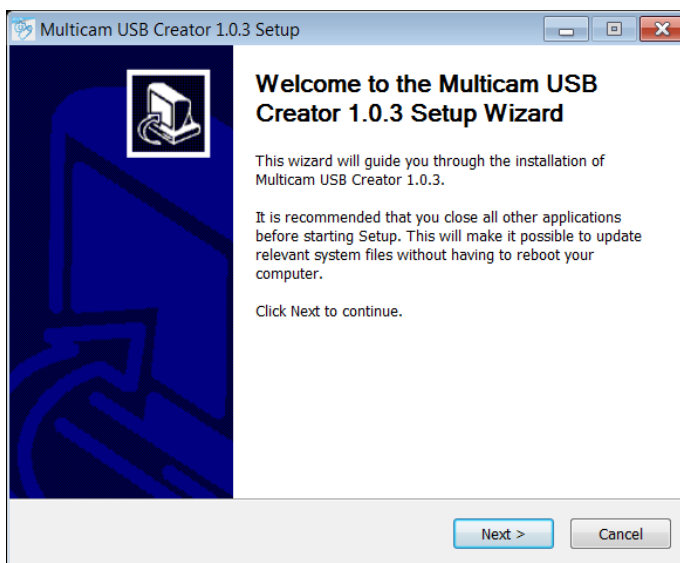 Multicam USB Creator 1.0.3 Setup
Welcome to the Multicam USB
Creator 1.0.3 Setup Wizard
This wizard will guide you through the installation of
Multicam USB Creator 1.0.3.
It is recommended that you close all other applications
before starting Setup. This will make it possible to update
relevant system files without having to reboot your
computer.
Click Next to continue.
Next >
Cancel